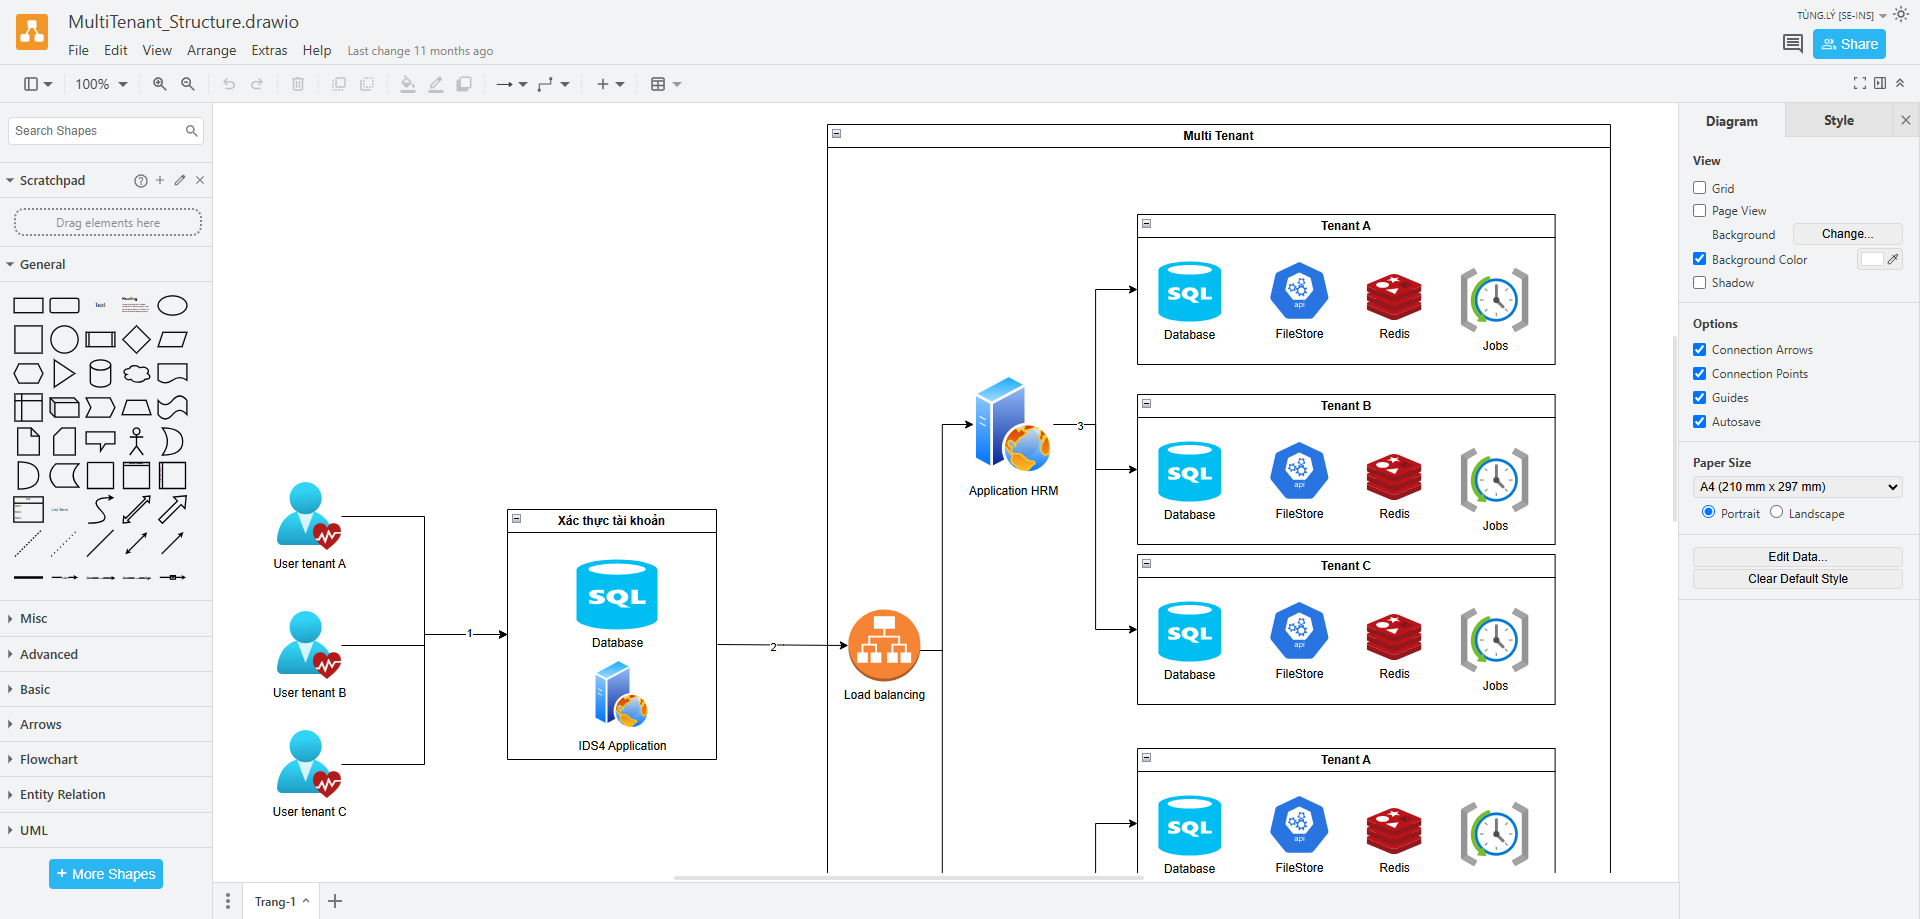 MultiTenant_Structure.drawio
TÙNG.LÝ [SE-INS]
File Edit View Arrange Extras Help Last change 11 months ago
Share
100%
Search Shapes
Scratchpad
Drag elements here
General
Text
Heading
List Item
Misc
Advanced
Basic
Arrows
Flowchart
Entity Relation
UML
+ More Shapes
User tenant A
User tenant B
User tenant C
1
Xác thực tài khoản
SQL
Database
IDS4 Application
2
Multi Tenant
Load balancing
Application HRM
3
Tenant A
SQL
api
Database
FileStore
Redis
Jobs
Tenant B
SQL
api
Database
FileStore
Redis
Jobs
Tenant C
SQL
api
Database
FileStore
Redis
Jobs
Tenant A
SQL
api
Database
FileStore
Redis
Trang-1
Diagram
Style
View
Grid
Page View
Background
Change...
Background Color
Shadow
Options
Connection Arrows
Connection Points
Guides
Autosave
Paper Size
A4 (210 mm x 297 mm)
Portrait
Landscape
Edit Data...
Clear Default Style